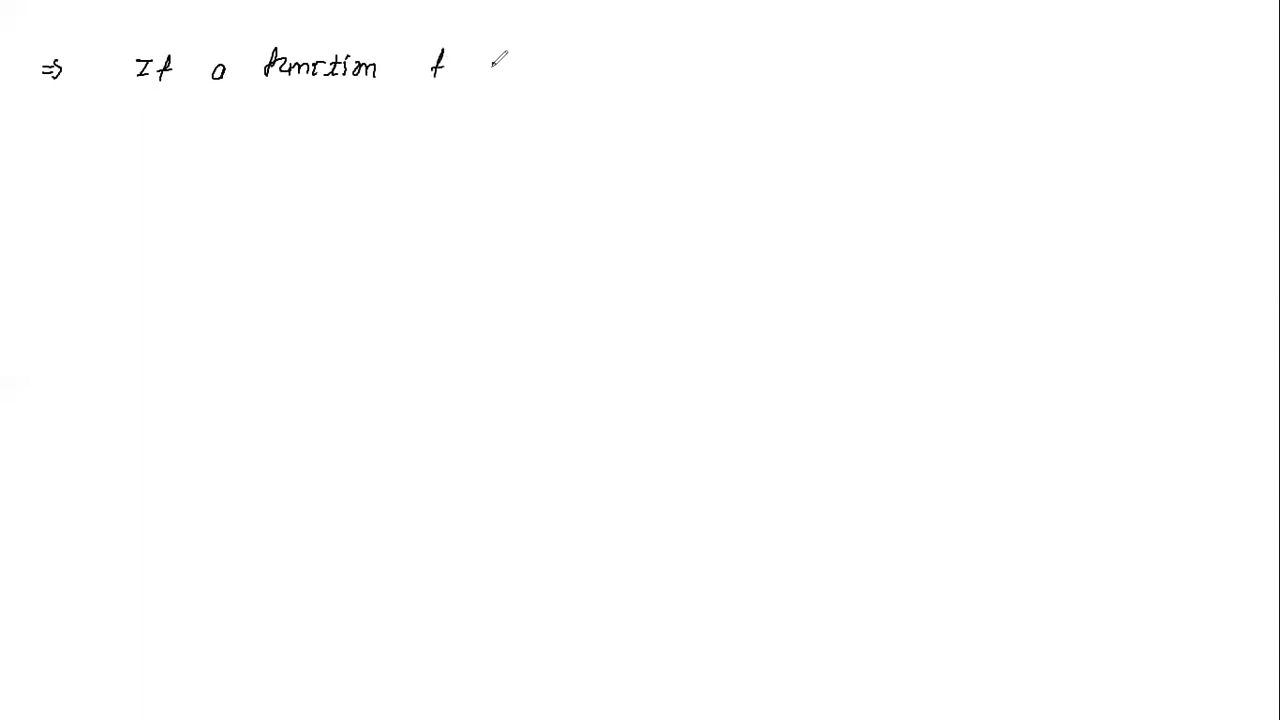 ⇒ If a function f